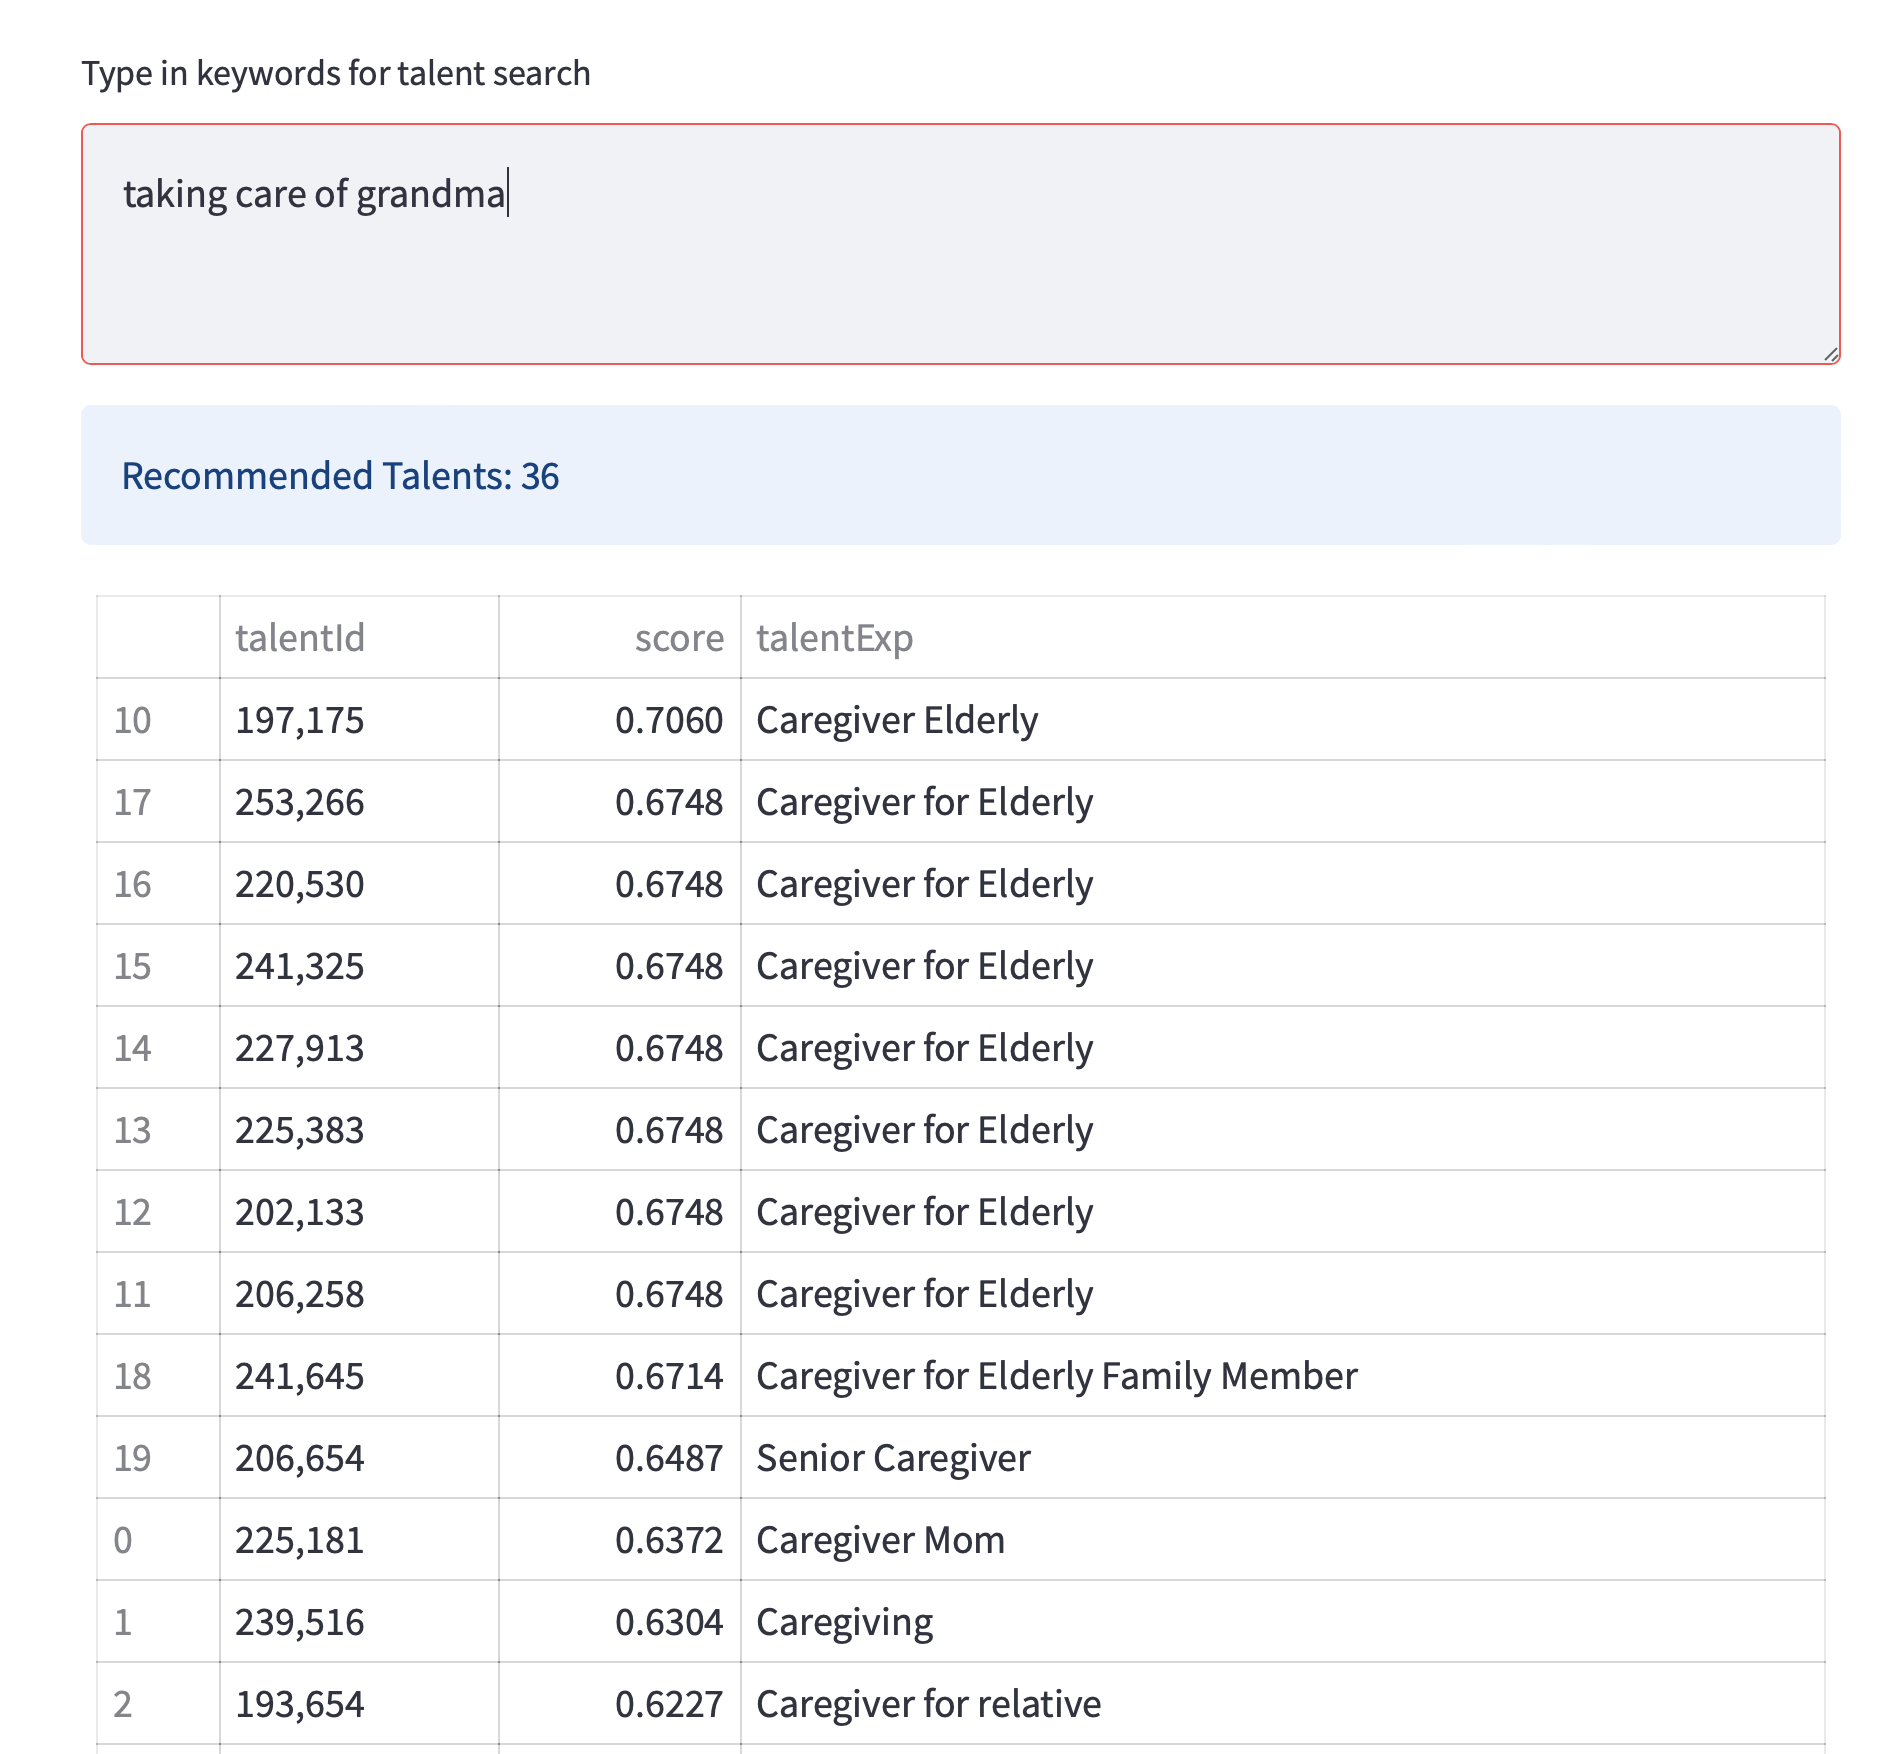 Type in keywords for talent search
taking care of grandma
Recommended Talents: 36
talentId score talentExp
10 197,175 0.7060 Caregiver Elderly
17 253,266 0.6748 Caregiver for Elderly
16 220,530 0.6748 Caregiver for Elderly
15 241,325 0.6748 Caregiver for Elderly
14 227,913 0.6748 Caregiver for Elderly
13 225,383 0.6748 Caregiver for Elderly
12 202,133 0.6748 Caregiver for Elderly
11 206,258 0.6748 Caregiver for Elderly
18 241,645 0.6714 Caregiver for Elderly Family Member
19 206,654 0.6487 Senior Caregiver
0 225,181 0.6372 Caregiver Mom
1 239,516 0.6304 Caregiving
2 193,654 0.6227 Caregiver for relative